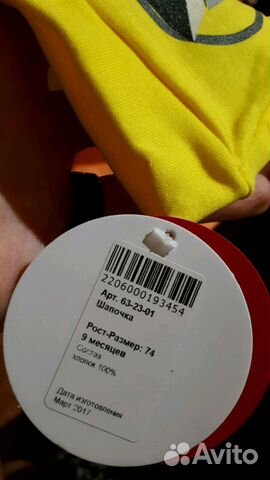 2206000193454
Арт. 63-23-01
Шапочка
Рост-Размер: 74
9 месяцев
Состав
хлопок 100%
Дата изготовления
Март 2017
Avito